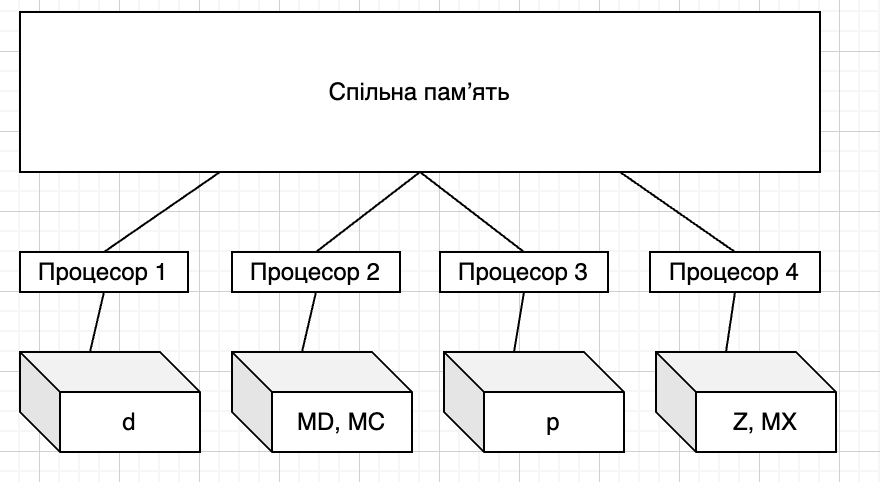 Спільна пам’ять
Процесор 1
Процесор 2
Процесор 3
Процесор 4
d
MD, MC
p
Z, MX